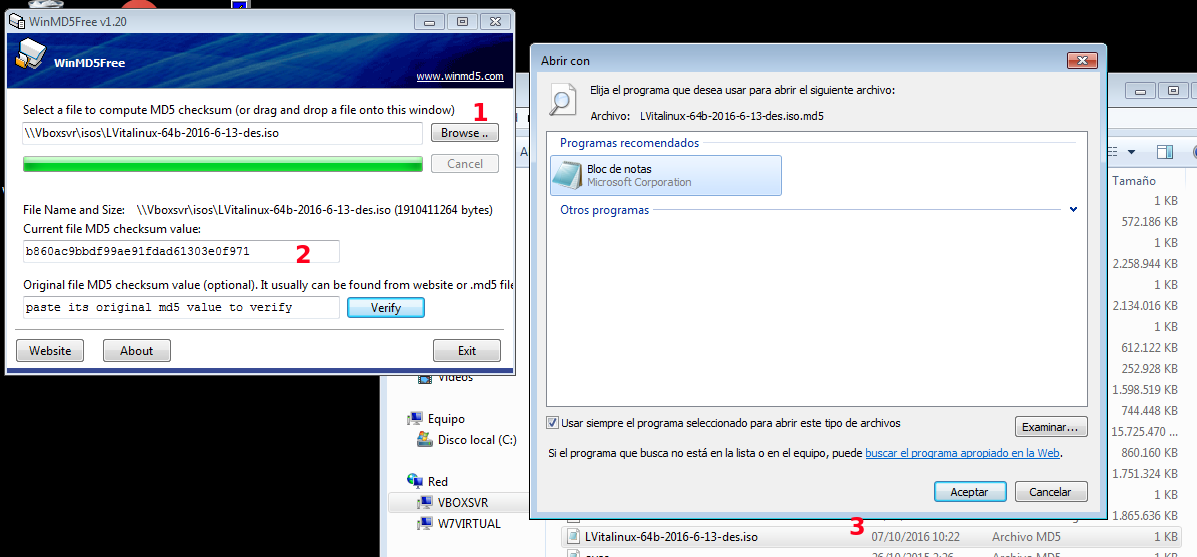 WinMD5Free v1.20
WinMD5Free
www.winmd5.com
Select a file to compute MD5 checksum (or drag and drop a file onto this window)
1
\\Vboxsvr\isos\LVitalinux-64b-2016-6-13-des.iso
Browse ..
Cancel
File Name and Size: \\Vboxsvr\isos\LVitalinux-64b-2016-6-13-des.iso (1910411264 bytes)
Current file MD5 checksum value:
b860ac9bbdf99ae91fdad61303e0f971
2
Original file MD5 checksum value (optional). It usually can be found from website or .md5 file
paste its original md5 value to verify
Verify
Website
About
Exit
Abrir con
Elija el programa que desea usar para abrir el siguiente archivo:
Archivo: LVitalinux-64b-2016-6-13-des.iso.md5
Programas recomendados
Bloc de notas
Microsoft Corporation
Otros programas
Usar siempre el programa seleccionado para abrir este tipo de archivos
Examinar...
Si el programa que busca no está en la lista o en el equipo, puede buscar el programa apropiado en la Web.
Aceptar
Cancelar
Tamaño
1 KB
572.186 KB
1 KB
2.258.944 KB
1 KB
2.134.016 KB
1 KB
612.122 KB
252.928 KB
1.598.519 KB
744.448 KB
15.725.470 ...
860.160 KB
1.751.324 KB
1 KB
1.865.636 KB
Vídeos
Equipo
Disco local (C:)
Red
VBOXSVR
W7VIRTUAL
3
LVitalinux-64b-2016-6-13-des.iso 07/10/2016 10:22 Archivo MD5 1 KB